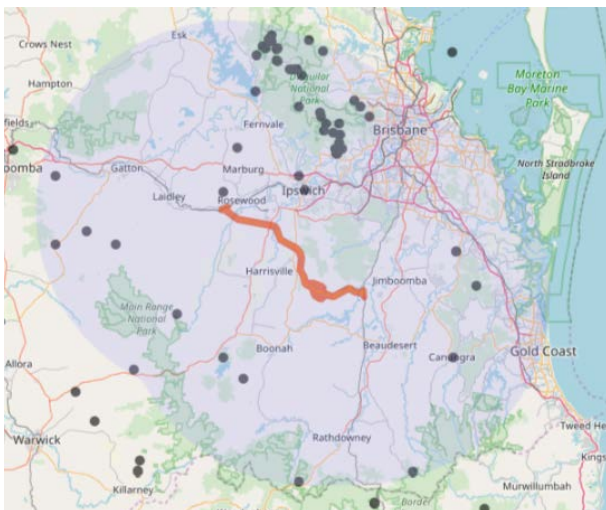 Crows Nest
Esk
Hampton
Moreton
Bay Marine
Park
National
Park
fields
Fernvale
Brisbane
oomba
Gatton
Marburg
North Stradbroke
Island
Laidley
Rosewood
Ipswich
Harrisville
Jimboomba
Main Range
National
Park
Boonah
Beaudesert
Gold Coast
Allora
Rathdowney
Tweed He
Warwick
Kings
Killarney
Murwillumbah
Border